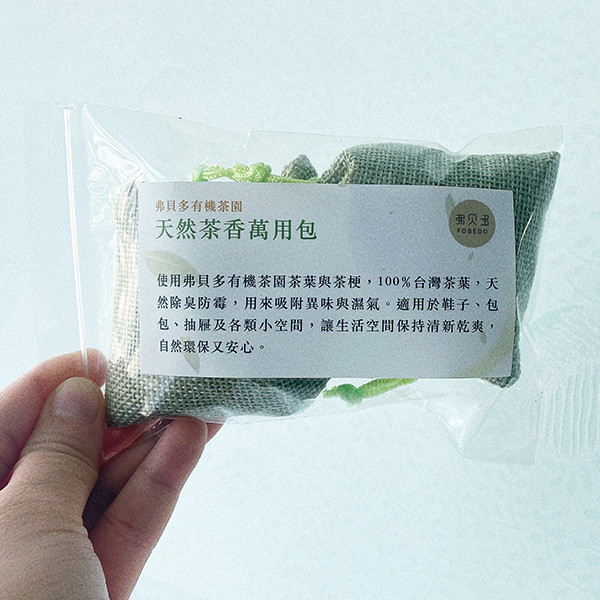 弗貝多有機茶園
天然茶香萬用包
弗貝多
FOBEDO
使用弗貝多有機茶園茶葉與茶梗，100%台灣茶葉，天
然除臭防霉，用來吸附異味與濕氣。適用於鞋子、包
包、抽屜及各類小空間，讓生活空間保持清新乾爽，
自然環保又安心。